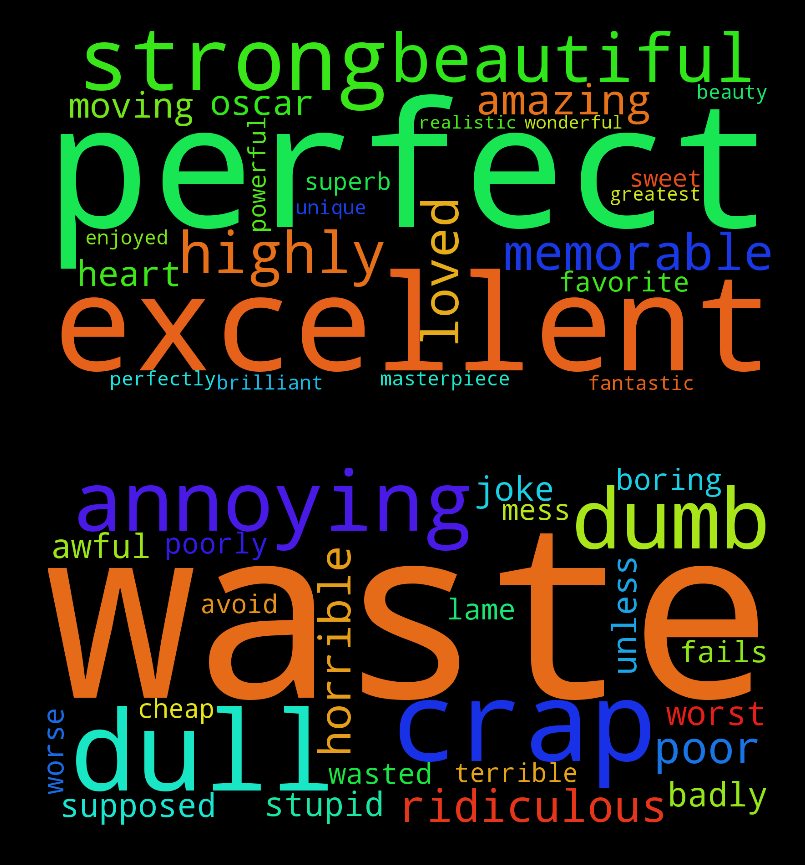 strong beautiful
moving oscar amazing beauty
realistic wonderful
perfect
powerful
superb sweet
unique greatest
loved
enjoyed highly memorable
heart favorite
excellent
perfectly brilliant masterpiece fantastic
annoying joke boring
mess dumb
awful poorly
horrible
waste
avoid lame unless
fails
worse
dull cheap crap worst
poor
wasted terrible
supposed stupid ridiculous badly